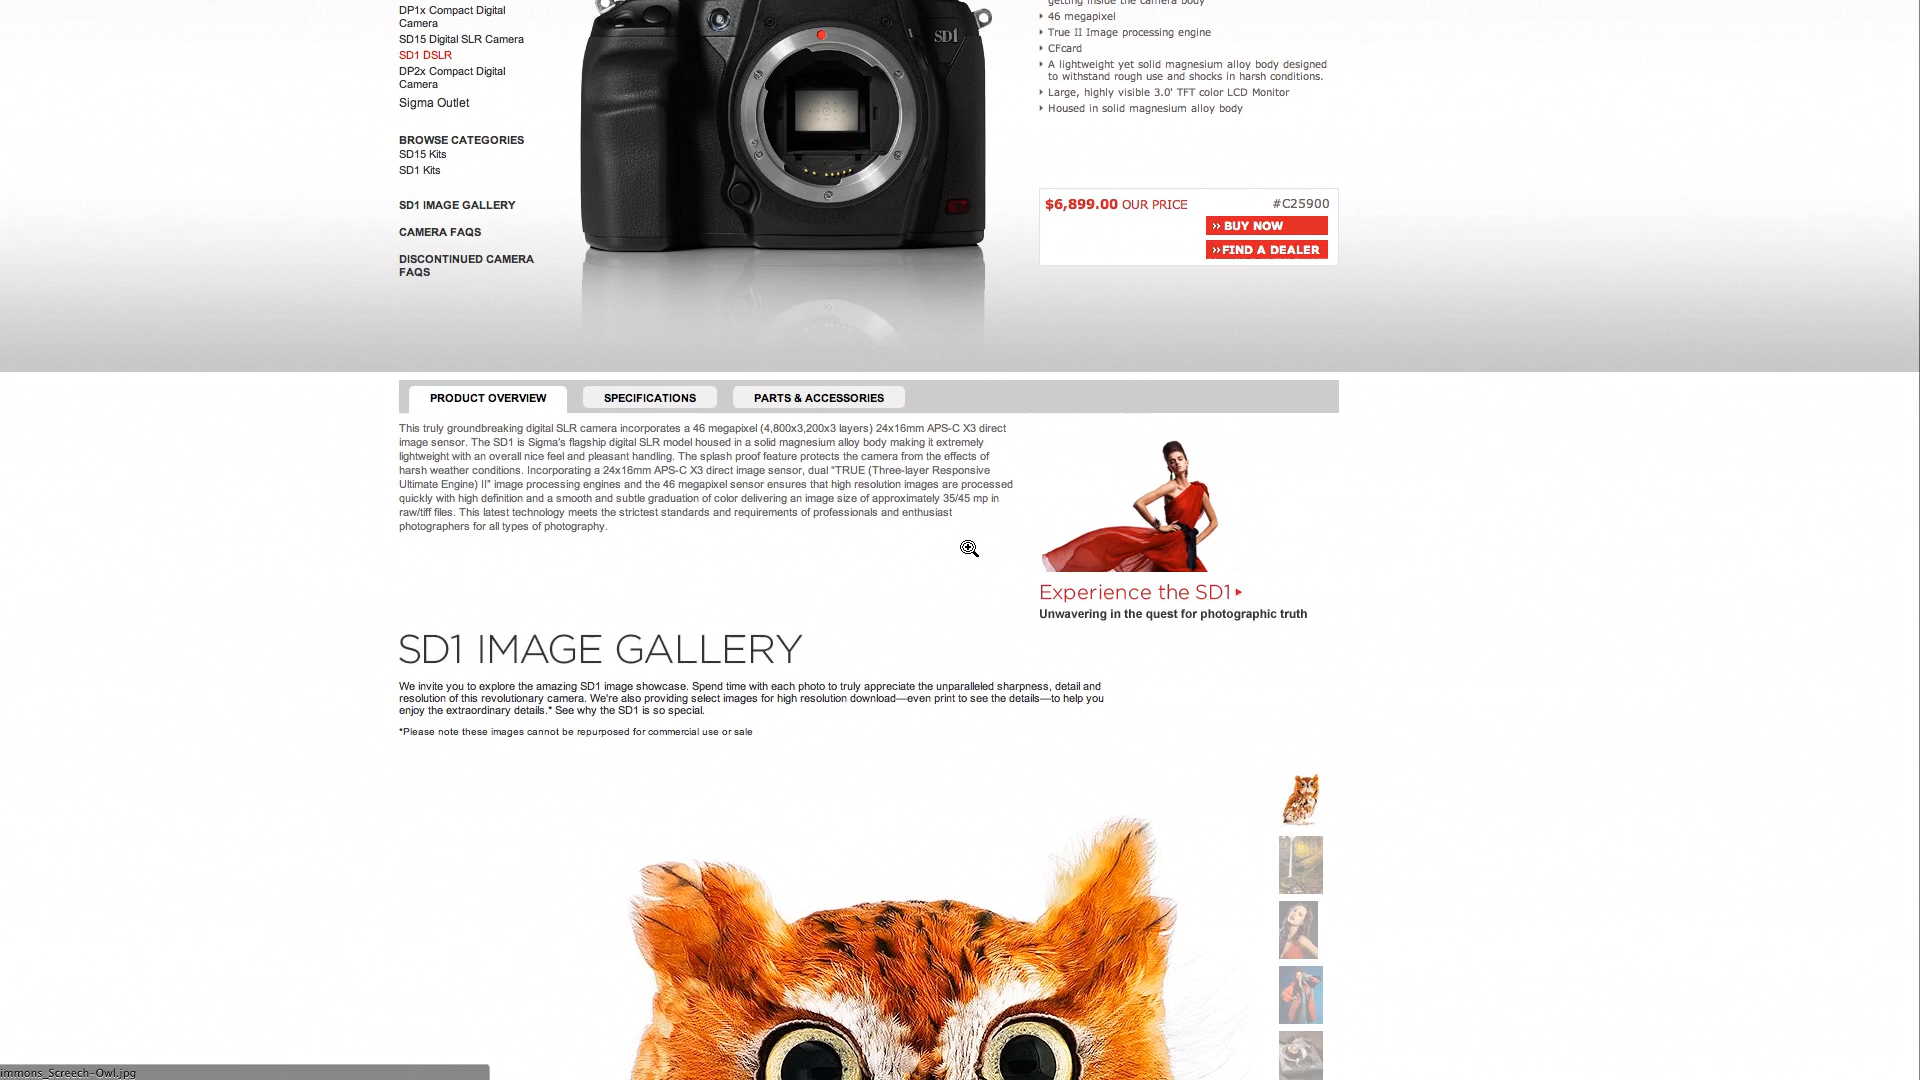 DP1x Compact Digital
Camera
SD15 Digital SLR Camera
SD1 DSLR
DP2x Compact Digital
Camera
Sigma Outlet
BROWSE CATEGORIES
SD15 Kits
SD1 Kits
SD1 IMAGE GALLERY
CAMERA FAQS
DISCONTINUED CAMERA
FAQS
SD1
getting inside the camera body
46 megapixel
True II Image processing engine
CFcard
A lightweight yet solid magnesium alloy body designed
to withstand rough use and shocks in harsh conditions.
Large, highly visible 3.0' TFT color LCD Monitor
Housed in solid magnesium alloy body
$6,899.00 OUR PRICE
#C25900
›› BUY NOW
››FIND A DEALER
PRODUCT OVERVIEW
SPECIFICATIONS
PARTS & ACCESSORIES
This truly groundbreaking digital SLR camera incorporates a 46 megapixel (4,800x3,200x3 layers) 24x16mm APS-C X3 direct
image sensor. The SD1 is Sigma's flagship digital SLR model housed in a solid magnesium alloy body making it extremely
lightweight with an overall nice feel and pleasant handling. The splash proof feature protects the camera from the effects of
harsh weather conditions. Incorporating a 24x16mm APS-C X3 direct image sensor, dual "TRUE (Three-layer Responsive
Ultimate Engine) II" image processing engines and the 46 megapixel sensor ensures that high resolution images are processed
quickly with high definition and a smooth and subtle graduation of color delivering an image size of approximately 35/45 mp in
raw/tiff files. This latest technology meets the strictest standards and requirements of professionals and enthusiast
photographers for all types of photography.
Experience the SD1
Unwavering in the quest for photographic truth
SD1 IMAGE GALLERY
We invite you to explore the amazing SD1 image showcase. Spend time with each photo to truly appreciate the unparalleled sharpness, detail and
resolution of this revolutionary camera. We're also providing select images for high resolution download—even print to see the details—to help you
enjoy the extraordinary details.* See why the SD1 is so special.
*Please note these images cannot be repurposed for commercial use or sale
immons_Screech-Owl.jpg